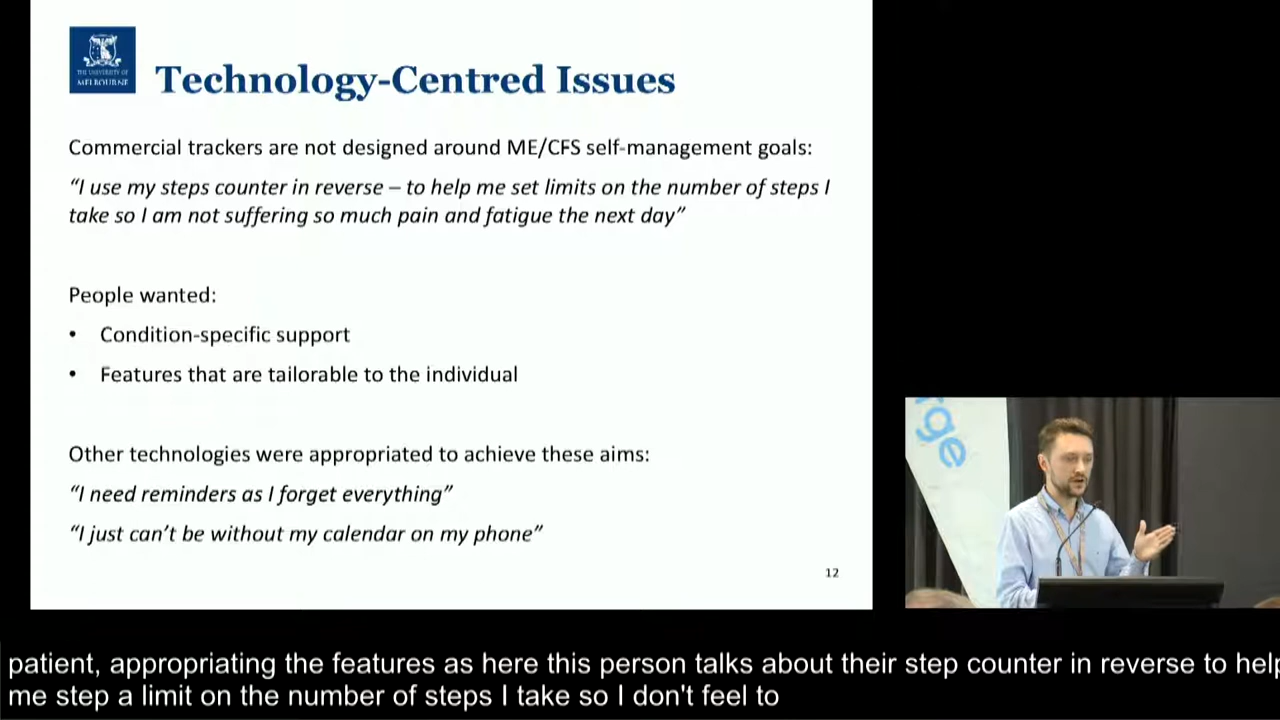 THE UNIVERSITY OF
MELBOURNE
Technology-Centred Issues
Commercial trackers are not designed around ME/CFS self-management goals:
“I use my steps counter in reverse – to help me set limits on the number of steps I
take so I am not suffering so much pain and fatigue the next day”
People wanted:
• Condition-specific support
• Features that are tailorable to the individual
Other technologies were appropriated to achieve these aims:
“I need reminders as I forget everything”
“I just can’t be without my calendar on my phone”
12
rge
patient, appropriating the features as here this person talks about their step counter in reverse to help
me step a limit on the number of steps I take so I don't feel to